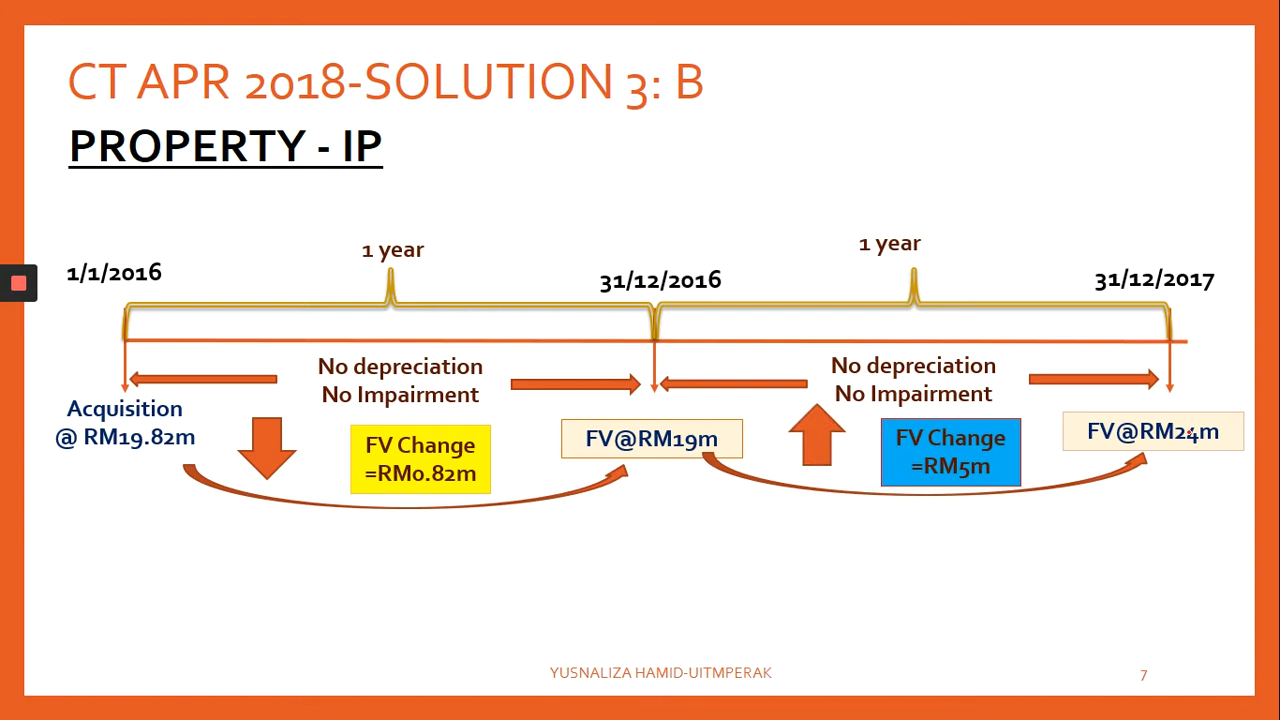 CT APR 2018-SOLUTION 3: B
PROPERTY - IP
1 year
1 year
1/1/2016
31/12/2016
31/12/2017
No depreciation
No Impairment
No depreciation
No Impairment
Acquisition
@ RM19.82m
FV Change
=RM0.82m
FV@RM19m
FV Change
=RM5m
FV@RM24m
YUSNALIZA HAMID-UITMPERAK
7